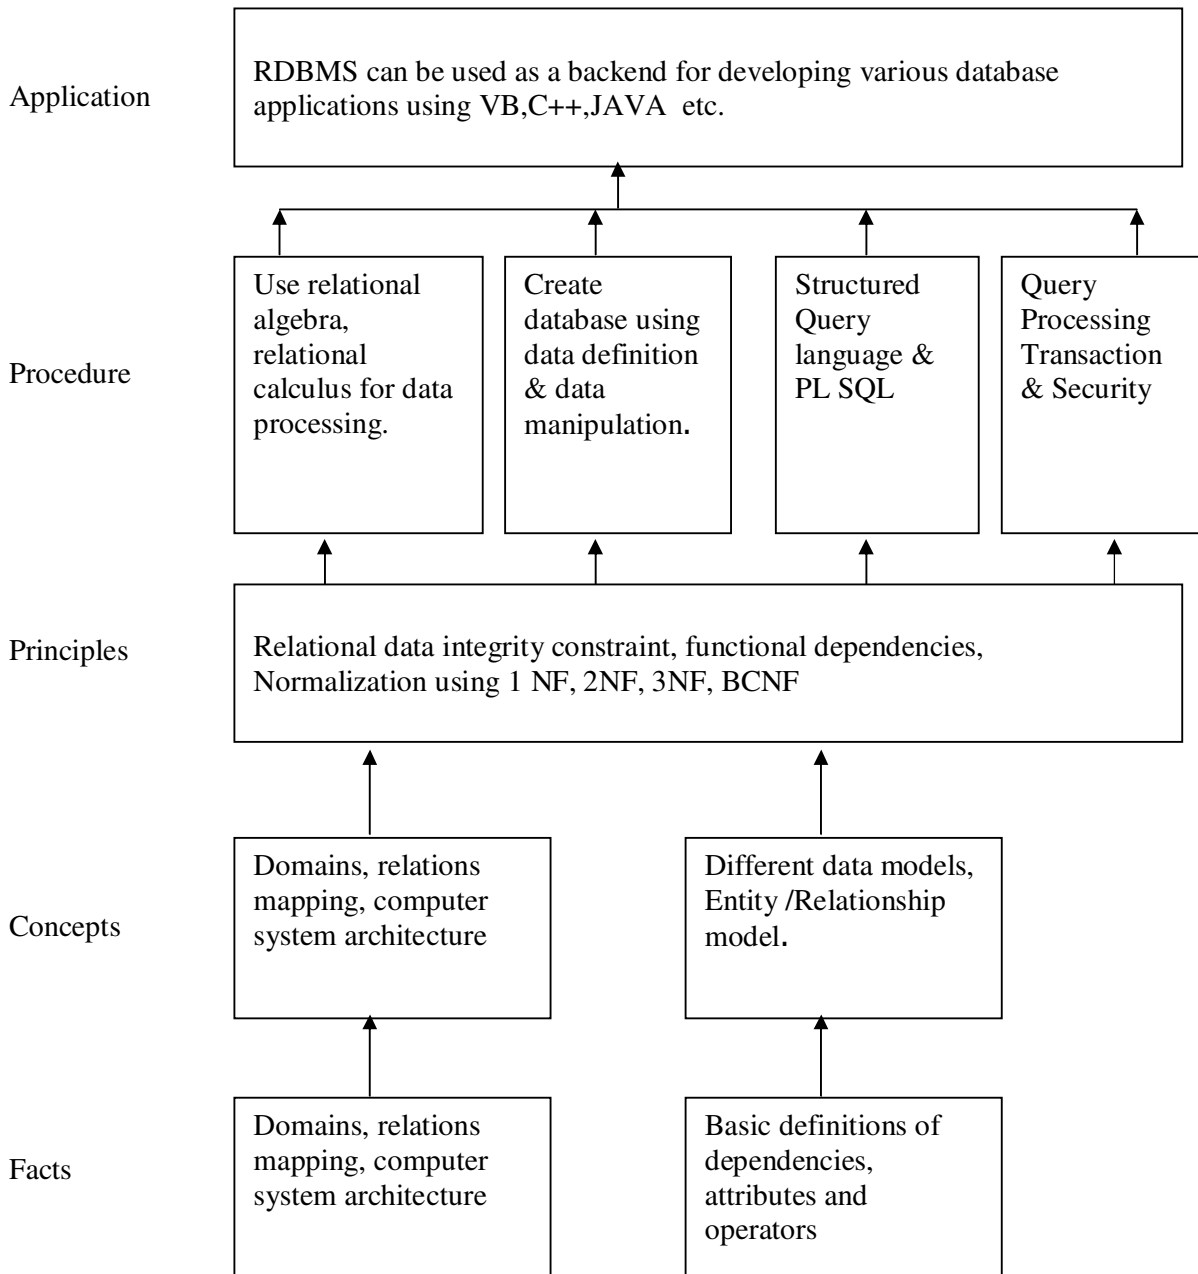 Application
RDBMS can be used as a backend for developing various database
applications using VB,C++,JAVA etc.
Procedure
Use relational
algebra,
relational
calculus for data
processing.
Create
database using
data definition
& data
manipulation.
Structured
Query
language &
PL SQL
Query
Processing
Transaction
& Security
Principles
Relational data integrity constraint, functional dependencies,
Normalization using 1 NF, 2NF, 3NF, BCNF
Concepts
Domains, relations
mapping, computer
system architecture
Different data models,
Entity /Relationship
model.
Facts
Domains, relations
mapping, computer
system architecture
Basic definitions of
dependencies,
attributes and
operators